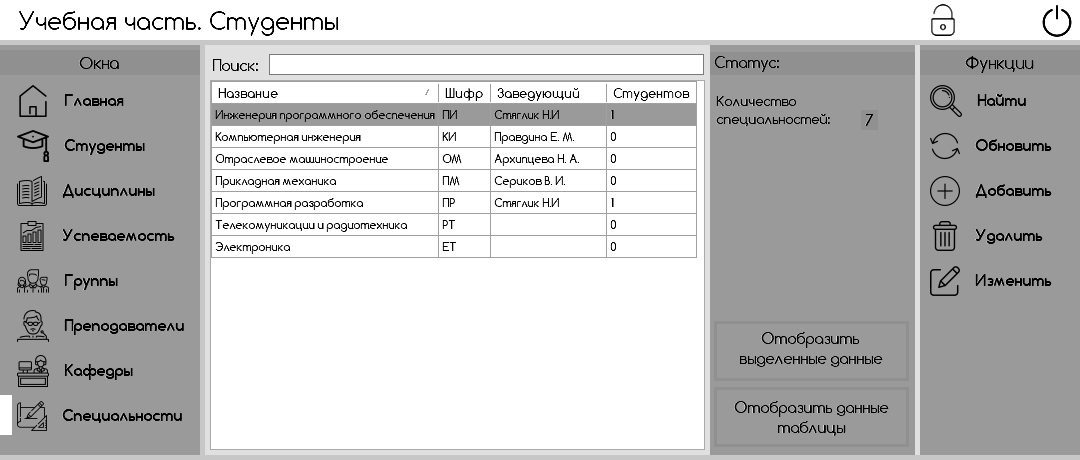 Учебная часть. Студенты
Окна
Главная
Студенты
Дисциплины
Успеваемость
Группы
Преподаватели
Кафедры
Специальности
Поиск:
Название Шифр Заведующий Студентов
Инженерия программного обеспечения ПИ Стяглик Н.И 1
Компьютерная инженерия КИ Правдина Е. М. 0
Отраслевое машиностроение ОМ Архипцева Н. А. 0
Прикладная механика ПМ Сериков В. И. 0
Программная разработка ПР Стяглик Н.И 1
Телекомуникации и радиотехника РТ 0
Электроника ЕТ 0
Статус:
Количество
специальностей: 7
Отобразить
выделенные данные
Отобразить данные
таблицы
Функции
Найти
Обновить
Добавить
Удалить
Изменить